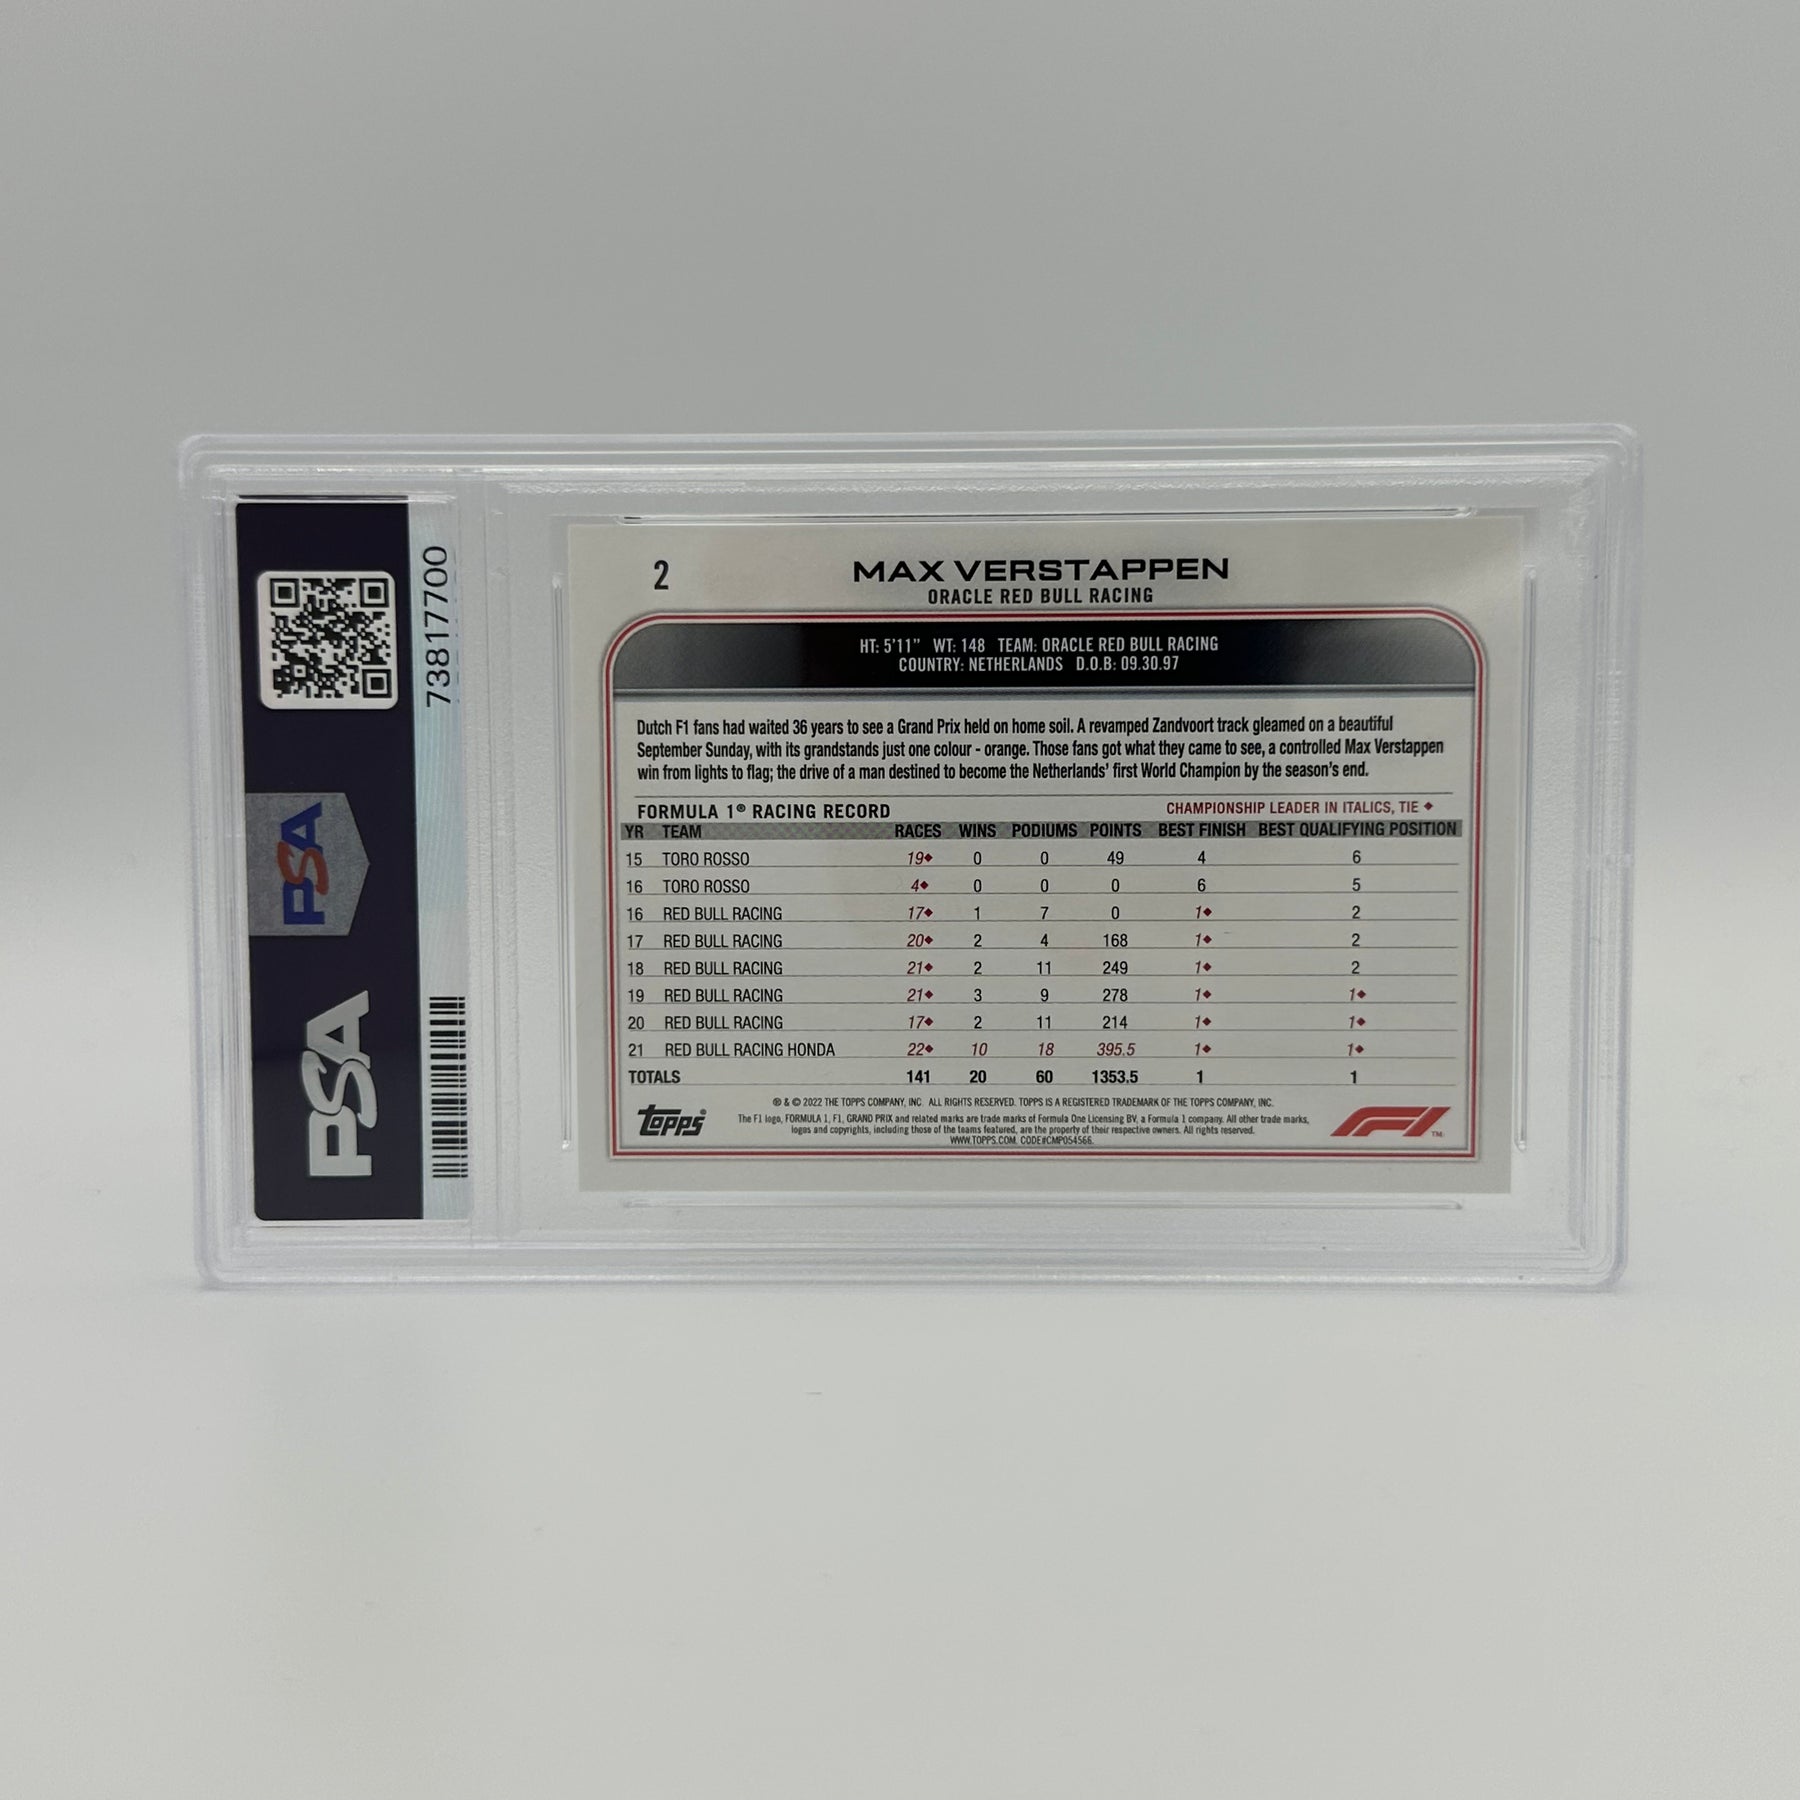 73817700
PSA
PSA
2
MAX VERSTAPPEN
ORACLE RED BULL RACING
HT: 5'11" WT: 148 TEAM: ORACLE RED BULL RACING
COUNTRY: NETHERLANDS D.O.B: 09.30.97
Dutch F1 fans had waited 36 years to see a Grand Prix held on home soil. A revamped Zandvoort track gleamed on a beautiful
September Sunday, with its grandstands just one colour - orange. Those fans got what they came to see, a controlled Max Verstappen
win from lights to flag; the drive of a man destined to become the Netherlands' first World Champion by the season's end.
FORMULA 1® RACING RECORD CHAMPIONSHIP LEADER IN ITALICS, TIE ♦
YR TEAM RACES WINS PODIUMS POINTS BEST FINISH BEST QUALIFYING POSITION
15 TORO ROSSO 19♦ 0 0 49 4 6
16 TORO ROSSO 4♦ 0 0 0 6 5
16 RED BULL RACING 17♦ 1 7 0 1♦ 2
17 RED BULL RACING 20♦ 2 4 168 1♦ 2
18 RED BULL RACING 21♦ 2 11 249 1♦ 2
19 RED BULL RACING 21♦ 3 9 278 1♦ 1♦
20 RED BULL RACING 17♦ 2 11 214 1♦ 1♦
21 RED BULL RACING HONDA 22♦ 10 18 395.5 1♦ 1♦
TOTALS 141 20 60 1353.5 1 1
® & © 2022 THE TOPPS COMPANY, INC. ALL RIGHTS RESERVED. TOPPS IS A REGISTERED TRADEMARK OF THE TOPPS COMPANY, INC.
The F1 logo, FORMULA 1, F1, GRAND PRIX and related marks are trade marks of Formula One Licensing BV, a Formula 1 company. All other trade marks,
logos and copyrights, including those of the teams featured, are the property of their respective owners. All rights reserved.
WWW.TOPPS.COM. CODE#CMP054566.
TOPPS®
F1™